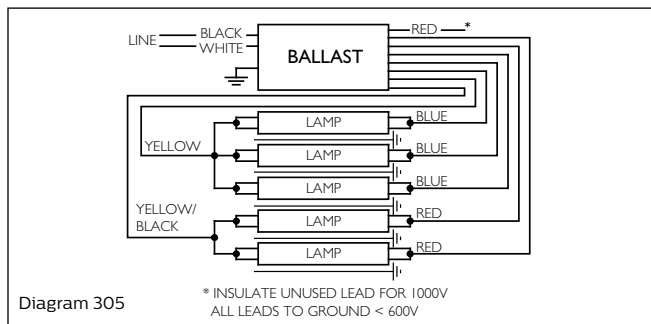 BLACK
RED
*
LINE
WHITE
BALLAST
LAMP
BLUE
YELLOW
LAMP
BLUE
LAMP
BLUE
YELLOW/
BLACK
LAMP
RED
LAMP
RED
* INSULATE UNUSED LEAD FOR 1000V
ALL LEADS TO GROUND < 600V
Diagram 305